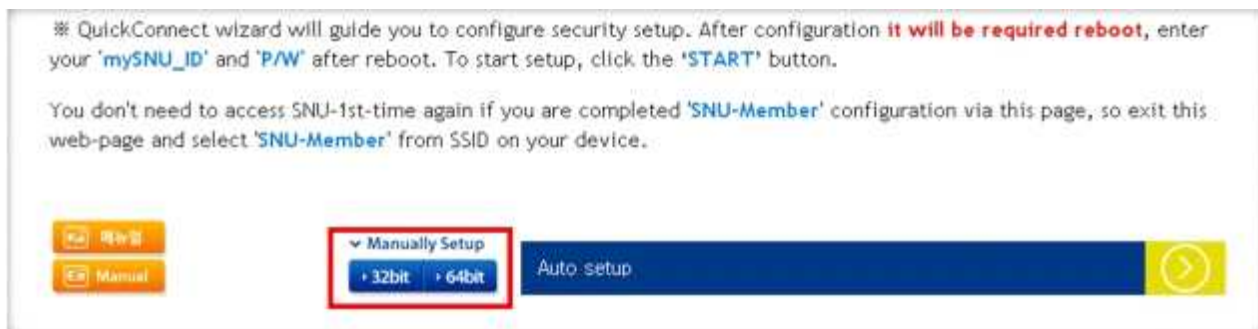 ※ QuickConnect wizard will guide you to configure security setup. After configuration it will be required reboot, enter
your 'mySNU_ID' and 'P/W' after reboot. To start setup, click the 'START' button.
You don't need to access SNU-1st-time again if you are completed 'SNU-Member' configuration via this page, so exit this
web-page and select 'SNU-Member' from SSID on your device.
매뉴얼
Manual
Manually Setup
32bit 64bit
Auto setup